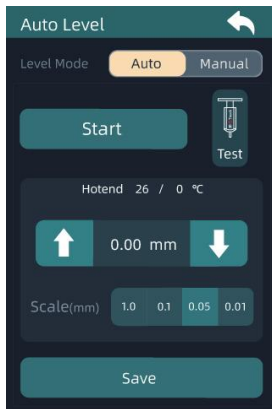 Auto Level
Level Mode Auto Manual
Start
Test
Hotend 26 / 0 ℃
0.00 mm
Scale(mm) 1.0 0.1 0.05 0.01
Save